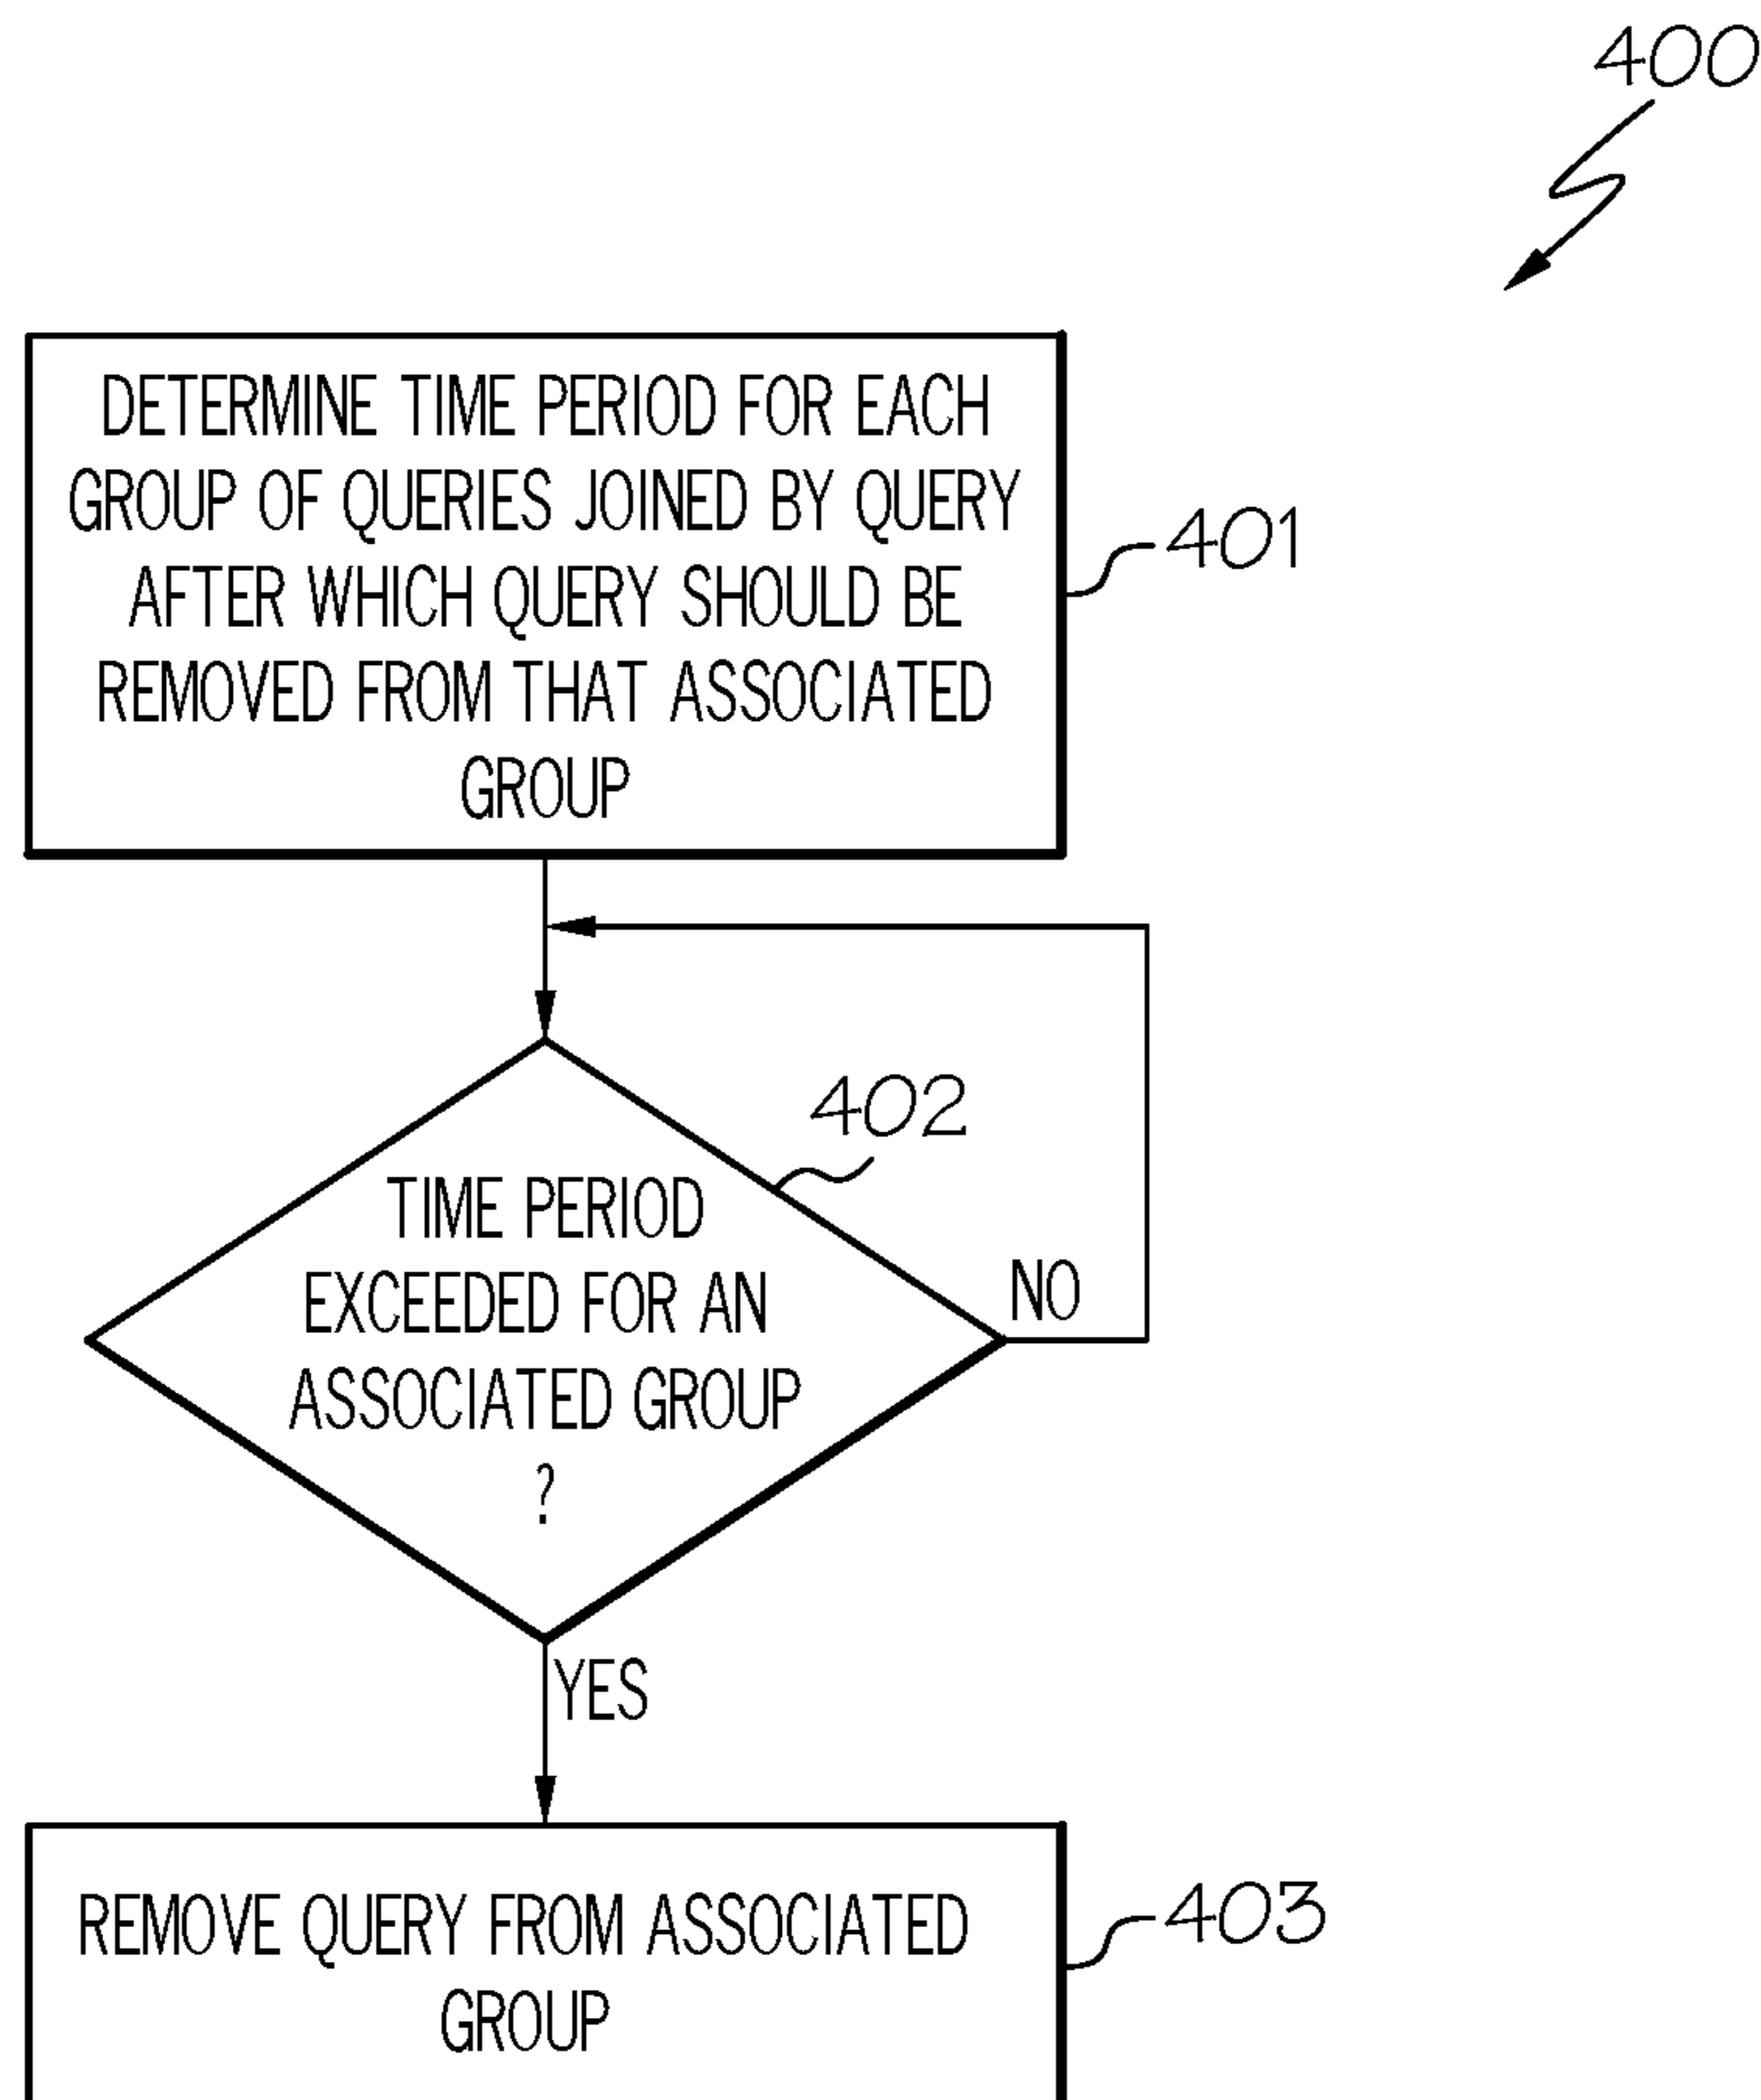 400
DETERMINE TIME PERIOD FOR EACH
GROUP OF QUERIES JOINED BY QUERY
AFTER WHICH QUERY SHOULD BE
REMOVED FROM THAT ASSOCIATED
GROUP
401
402
TIME PERIOD
EXCEEDED FOR AN
ASSOCIATED GROUP
?
NO
YES
REMOVE QUERY FROM ASSOCIATED
GROUP
403